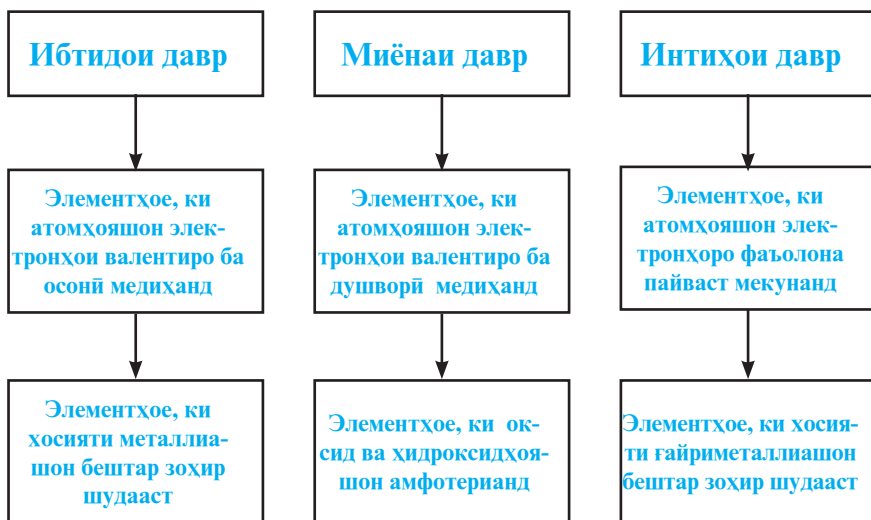 Ибтидои давр
Миёнаи давр
Интиҳои давр
Элементҳое, ки
атомҳояшон элек-
тронҳои валентиро ба
осонӣ медиҳанд
Элементҳое, ки
атомҳояшон элек-
тронҳои валентиро ба
душворӣ медиҳанд
Элементҳое, ки
атомҳояшон элек-
тронҳоро фаъолона
пайваст мекунанд
Элементҳое, ки
хосияти металлиа-
шон бештар зоҳир
шудааст
Элементҳое, ки ок-
сид ва ҳидроксидҳоя-
шон амфотерианд
Элементҳое, ки хосия-
ти ғайриметаллиашон
бештар зоҳир шудааст